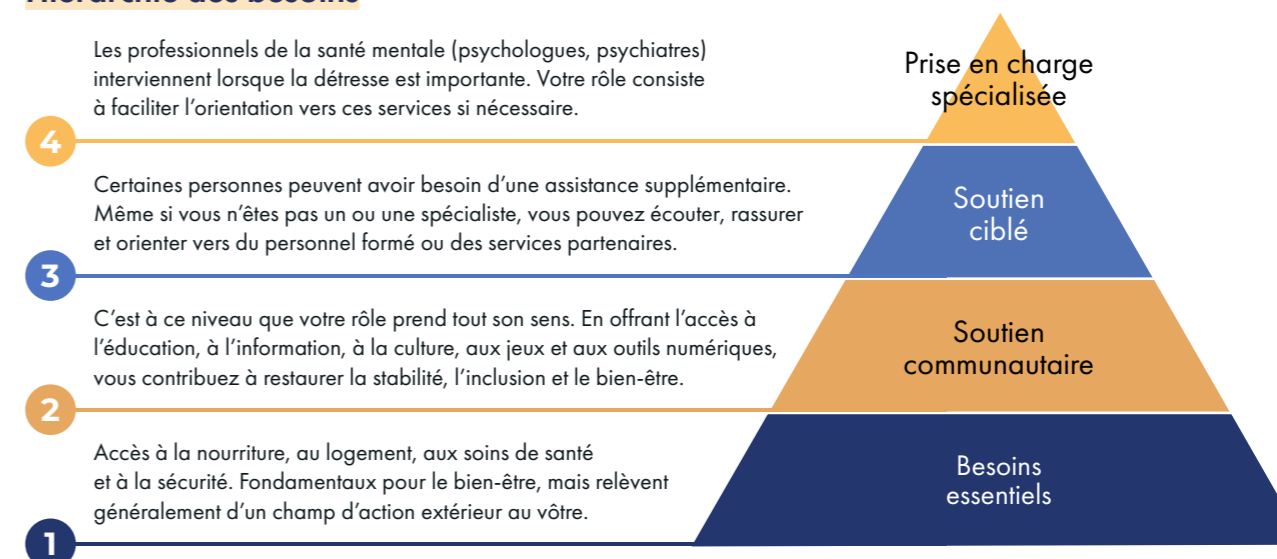 Hiérarchie des besoins
Les professionnels de la santé mentale (psychologues, psychiatres)
interviennent lorsque la détresse est importante. Votre rôle consiste
à faciliter l’orientation vers ces services si nécessaire.
Prise en charge
spécialisée
4
Certaines personnes peuvent avoir besoin d’une assistance supplémentaire.
Même si vous n’êtes pas un ou une spécialiste, vous pouvez écouter, rassurer
et orienter vers du personnel formé ou des services partenaires.
Soutien
ciblé
3
C’est à ce niveau que votre rôle prend tout son sens. En offrant l’accès à
l’éducation, à l’information, à la culture, aux jeux et aux outils numériques,
vous contribuez à restaurer la stabilité, l’inclusion et le bien-être.
Soutien
communautaire
2
Accès à la nourriture, au logement, aux soins de santé
et à la sécurité. Fondamentaux pour le bien-être, mais relèvent
généralement d’un champ d’action extérieur au vôtre.
Besoins
essentiels
1